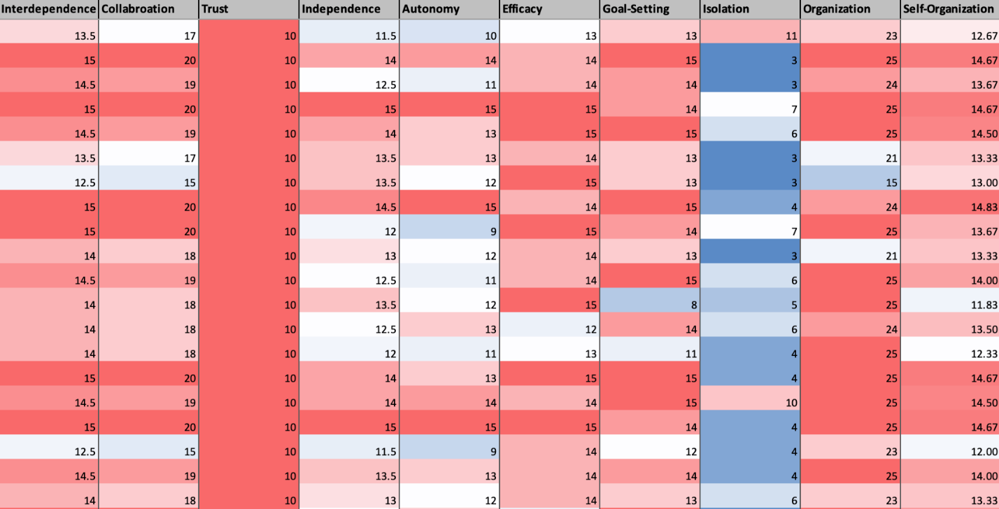 Interdependence Collabroation Trust Independence Autonomy Efficacy Goal-Setting Isolation Organization Self-Organization
13.5 17 10 11.5 10 13 13 11 23 12.67
15 20 10 14 14 14 15 3 25 14.67
14.5 19 10 12.5 11 14 14 3 24 13.67
15 20 10 15 15 15 14 7 25 14.67
14.5 19 10 14 13 15 15 6 25 14.50
13.5 17 10 13.5 13 14 13 3 21 13.33
12.5 15 10 13.5 12 15 13 3 15 13.00
15 20 10 14.5 15 14 15 4 24 14.83
15 20 10 12 9 15 14 7 25 13.67
14 18 10 13 12 14 13 3 21 13.33
14.5 19 10 12.5 11 14 15 6 25 14.00
14 18 10 13.5 12 15 8 5 25 11.83
14 18 10 12.5 13 12 14 6 24 13.50
14 18 10 12 11 13 11 4 25 12.33
15 20 10 14 13 15 15 4 25 14.67
14.5 19 10 14 14 14 15 10 25 14.50
15 20 10 15 15 15 14 4 25 14.67
12.5 15 10 11.5 9 14 12 4 23 12.00
14.5 19 10 13.5 13 14 14 4 25 14.00
14 18 10 13 12 14 13 6 23 13.33